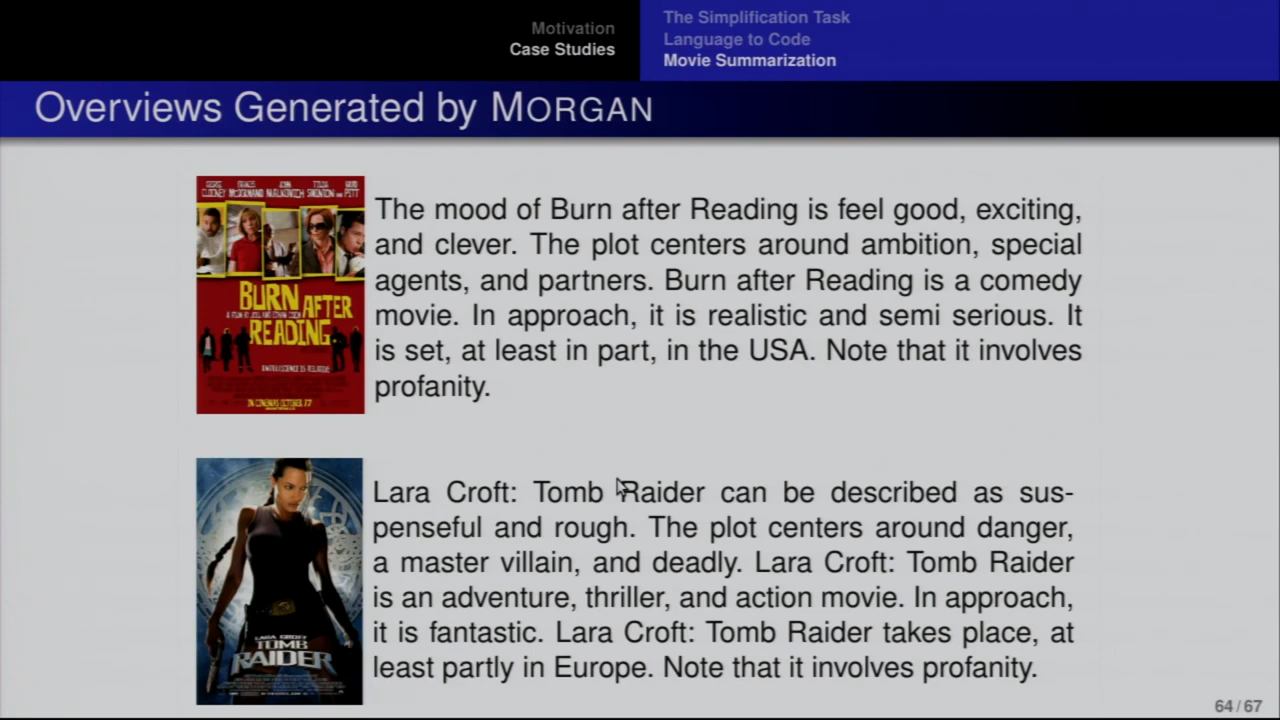 Motivation
Case Studies
The Simplification Task
Language to Code
Movie Summarization
Overviews Generated by MORGAN
BURN AFTER
READING
The mood of Burn after Reading is feel good, exciting,
and clever. The plot centers around ambition, special
agents, and partners. Burn after Reading is a comedy
movie. In approach, it is realistic and semi serious. It
is set, at least in part, in the USA. Note that it involves
profanity.
LARA CROFT
TOMB
RAIDER
Lara Croft: Tomb Raider can be described as sus-
penseful and rough. The plot centers around danger,
a master villain, and deadly. Lara Croft: Tomb Raider
is an adventure, thriller, and action movie. In approach,
it is fantastic. Lara Croft: Tomb Raider takes place, at
least partly in Europe. Note that it involves profanity.
64/67